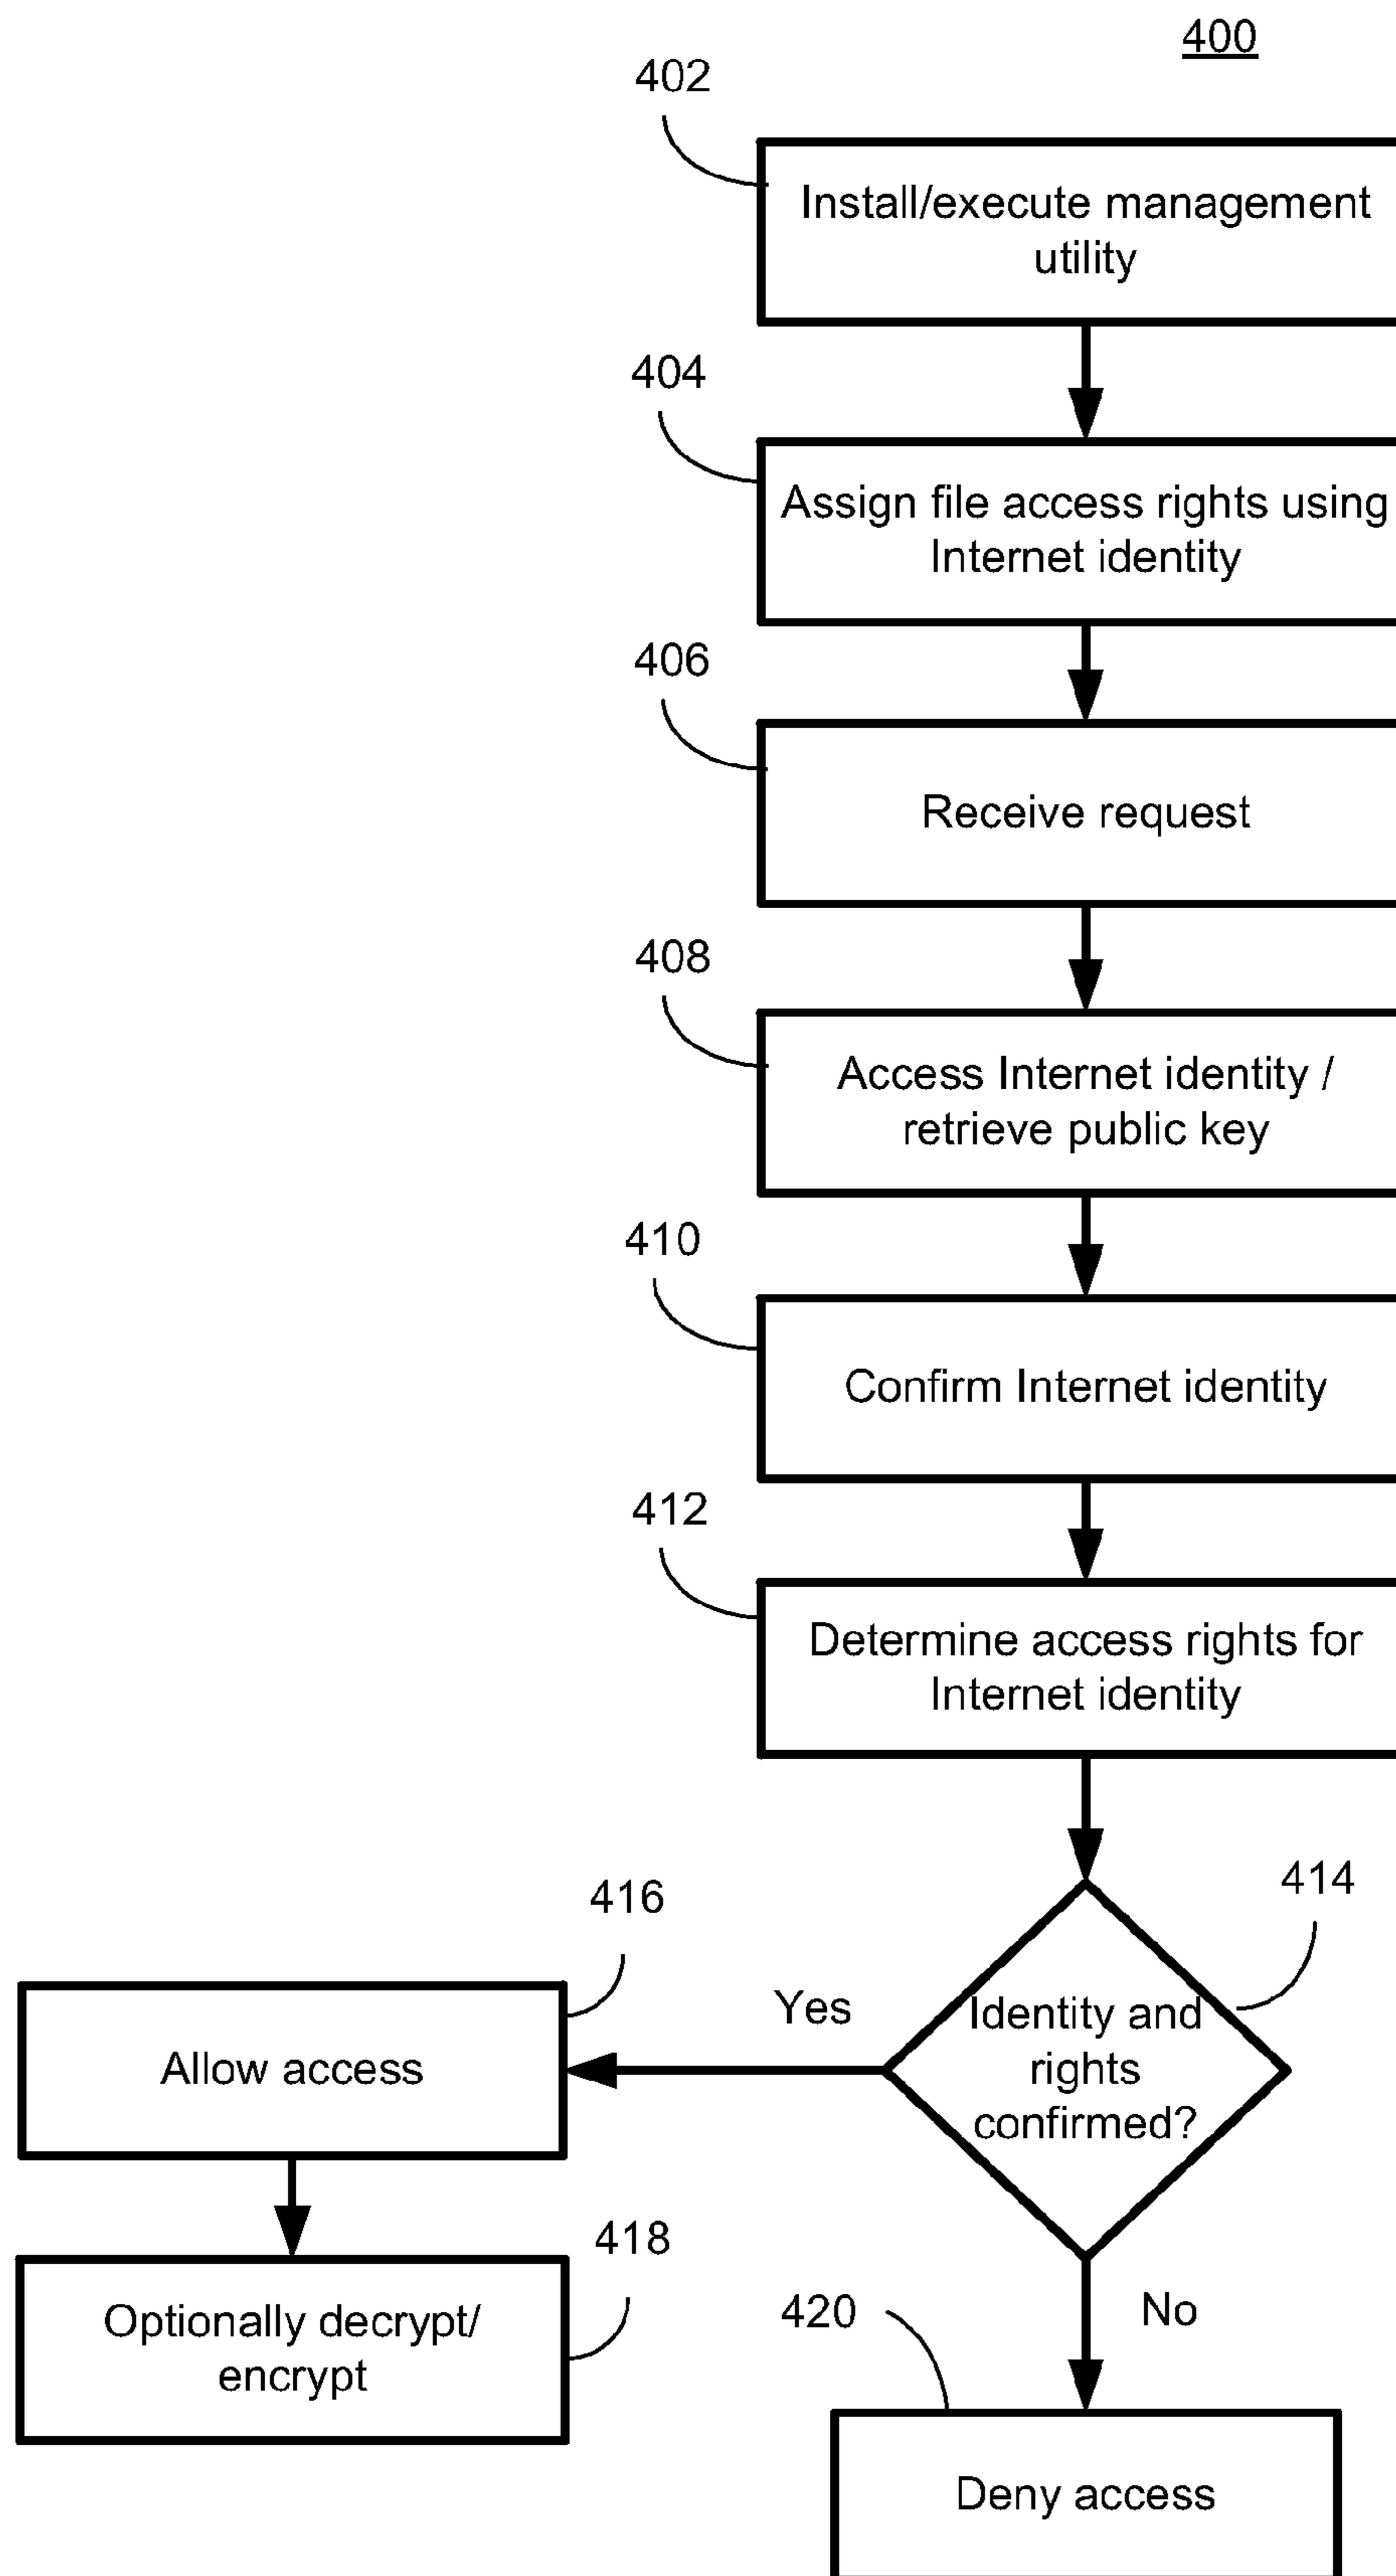 400
402
Install/execute management
utility
404
Assign file access rights using
Internet identity
406
Receive request
408
Access Internet identity /
retrieve public key
410
Confirm Internet identity
412
Determine access rights for
Internet identity
414
Identity and
rights
confirmed?
Yes
416
Allow access
418
Optionally decrypt/
encrypt
No
420
Deny access